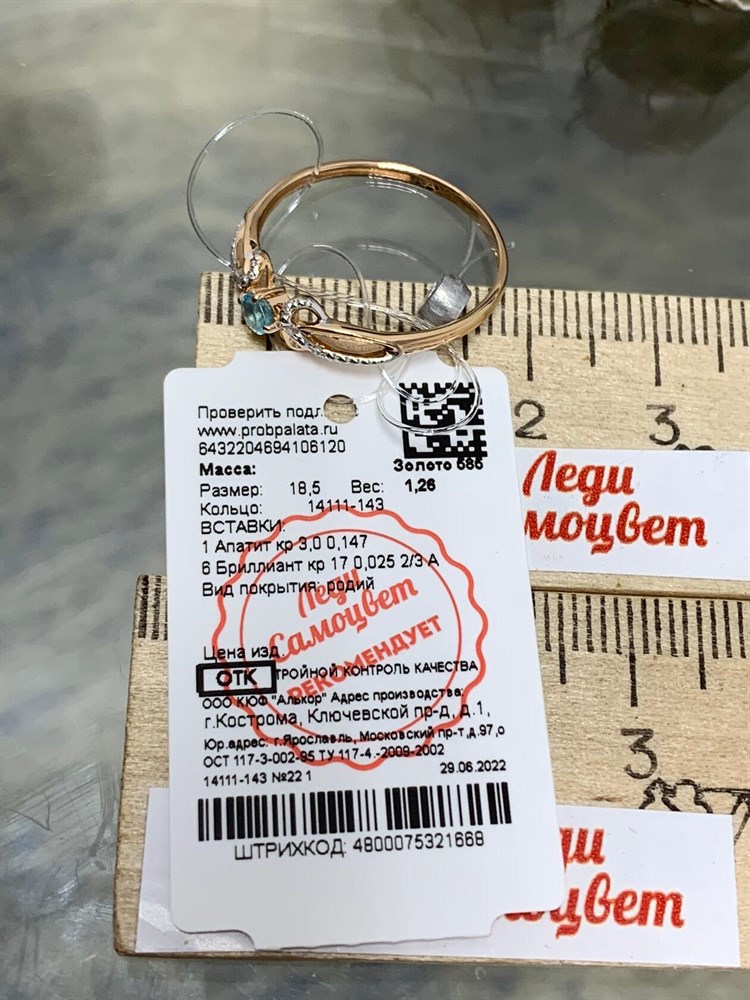 Проверить подл
www.probpalata.ru
6432204694106120
Масса: Золото 585
Размер: 18,5 Вес: 1,26
Кольцо: 14111-143
ВСТАВКИ:
1 Апатит кр 3,0 0,147
6 Бриллиант кр 17 0,025 2/3 А
Вид покрытия: родий
Леди
Самоцвет
РЕКОМЕНДУЕТ
Цена изд.
ОТК ТРОЙНОЙ КОНТРОЛЬ КАЧЕСТВА
ООО КЮФ "Алькор" Адрес производства:
г.Кострома, Ключевской пр-д, д.1,
Юр.адрес: г.Ярославль, Московский пр-т,д.97,о
ОСТ 117-3-002-95 ТУ 117-4.-2009-2002
14111-143 №22 1 29.06.2022
ШТРИХКОД: 4800075321668
2 3
Леди
моцвет
3
ди
цвет